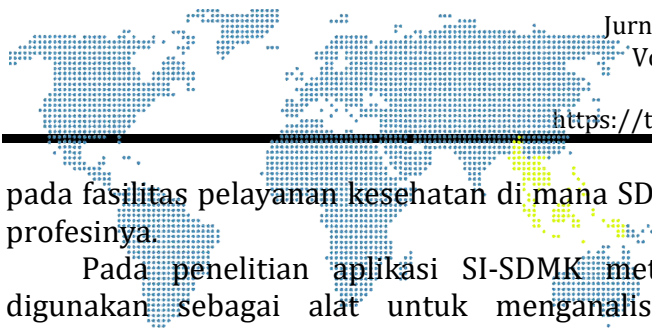 Jurn
Vo
https://t
pada fasilitas pelayanan kesehatan di mana SD
profesinya.
Pada penelitian aplikasi SI-SDMK met
digunakan sebagai alat untuk menganalis